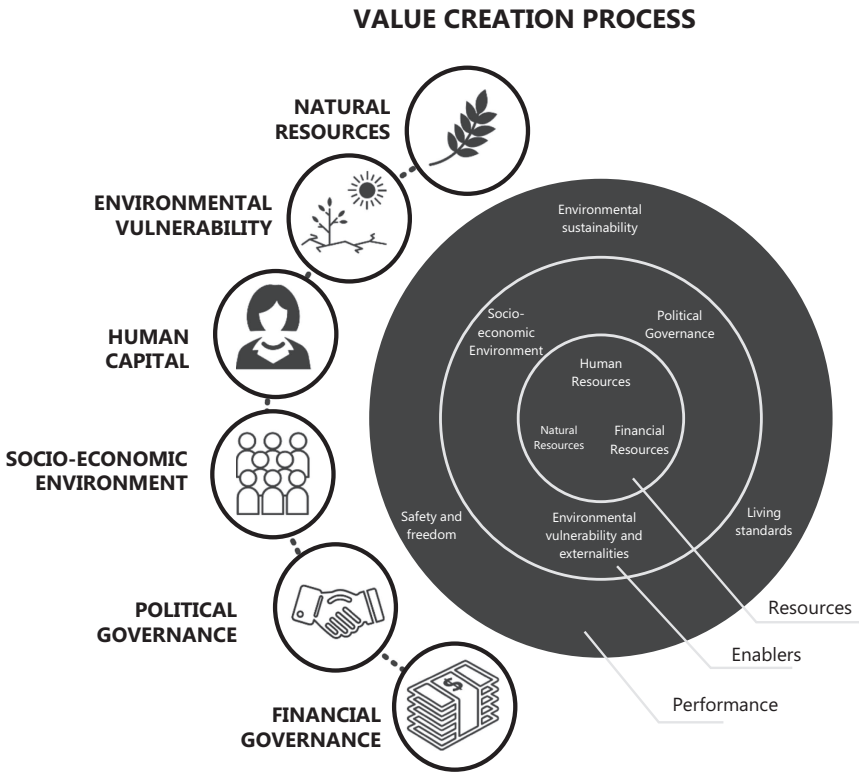 VALUE CREATION PROCESS
NATURAL
RESOURCES
ENVIRONMENTAL
VULNERABILITY
HUMAN
CAPITAL
SOCIO-ECONOMIC
ENVIRONMENT
POLITICAL
GOVERNANCE
FINANCIAL
GOVERNANCE
Environmental
sustainability
Socio-
economic
Environment
Political
Governance
Human
Resources
Natural
Resources
Financial
Resources
Safety and
freedom
Environmental
vulnerability and
externalities
Living
standards
Resources
Enablers
Performance
$